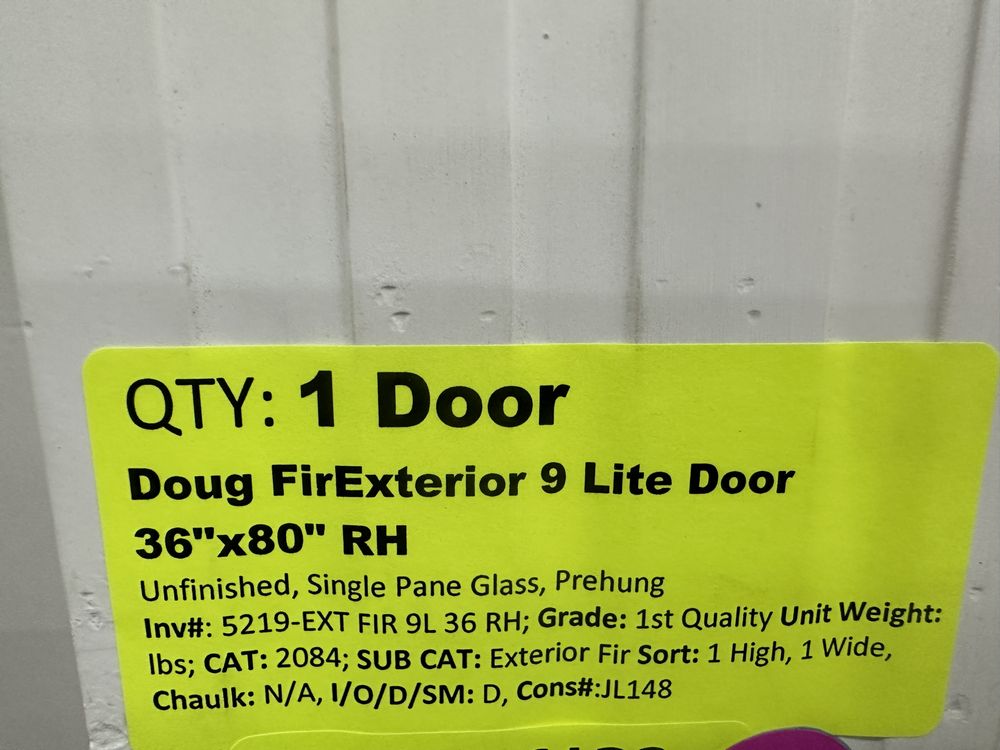 QTY: 1 Door
Doug FirExterior 9 Lite Door
36"x80" RH
Unfinished, Single Pane Glass, Prehung
Inv#: 5219-EXT FIR 9L 36 RH; Grade: 1st Quality Unit Weight:
lbs; CAT: 2084; SUB CAT: Exterior Fir Sort: 1 High, 1 Wide,
Chaulk: N/A, I/O/D/SM: D, Cons#:JL148